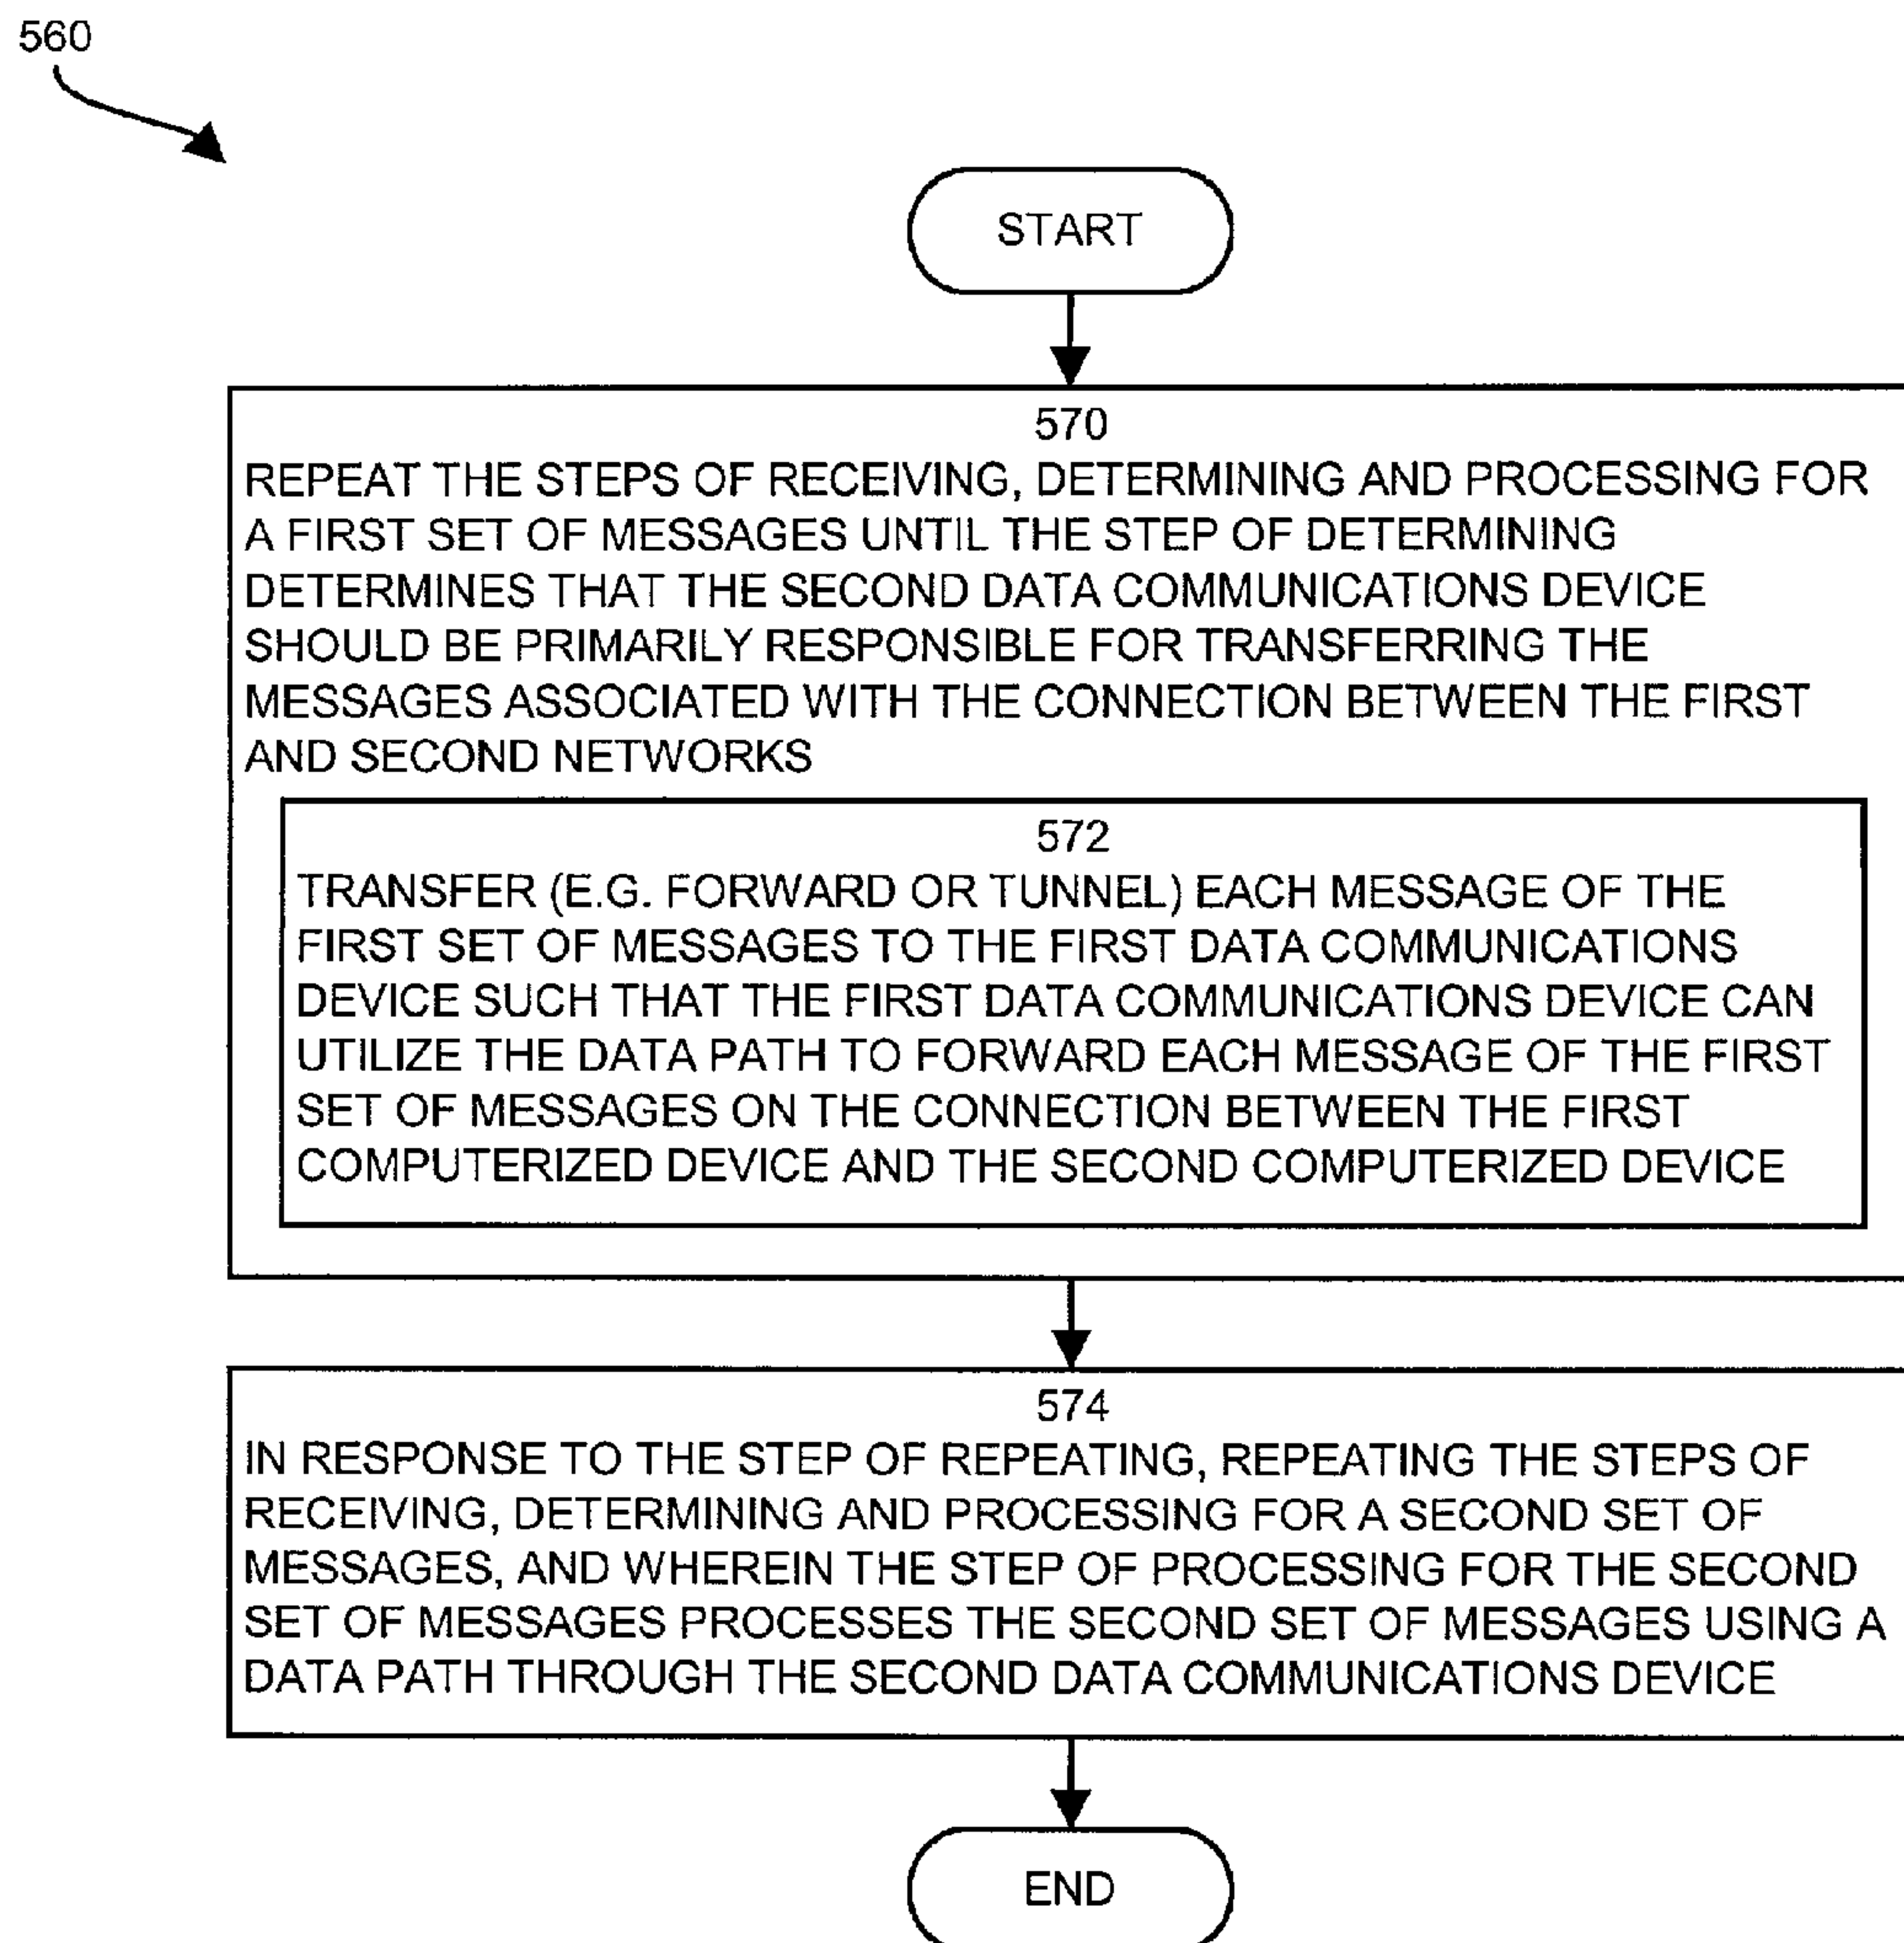 560
START
570
REPEAT THE STEPS OF RECEIVING, DETERMINING AND PROCESSING FOR
A FIRST SET OF MESSAGES UNTIL THE STEP OF DETERMINING
DETERMINES THAT THE SECOND DATA COMMUNICATIONS DEVICE
SHOULD BE PRIMARILY RESPONSIBLE FOR TRANSFERRING THE
MESSAGES ASSOCIATED WITH THE CONNECTION BETWEEN THE FIRST
AND SECOND NETWORKS
572
TRANSFER (E.G. FORWARD OR TUNNEL) EACH MESSAGE OF THE
FIRST SET OF MESSAGES TO THE FIRST DATA COMMUNICATIONS
DEVICE SUCH THAT THE FIRST DATA COMMUNICATIONS DEVICE CAN
UTILIZE THE DATA PATH TO FORWARD EACH MESSAGE OF THE FIRST
SET OF MESSAGES ON THE CONNECTION BETWEEN THE FIRST
COMPUTERIZED DEVICE AND THE SECOND COMPUTERIZED DEVICE
574
IN RESPONSE TO THE STEP OF REPEATING, REPEATING THE STEPS OF
RECEIVING, DETERMINING AND PROCESSING FOR A SECOND SET OF
MESSAGES, AND WHEREIN THE STEP OF PROCESSING FOR THE SECOND
SET OF MESSAGES PROCESSES THE SECOND SET OF MESSAGES USING A
DATA PATH THROUGH THE SECOND DATA COMMUNICATIONS DEVICE
END